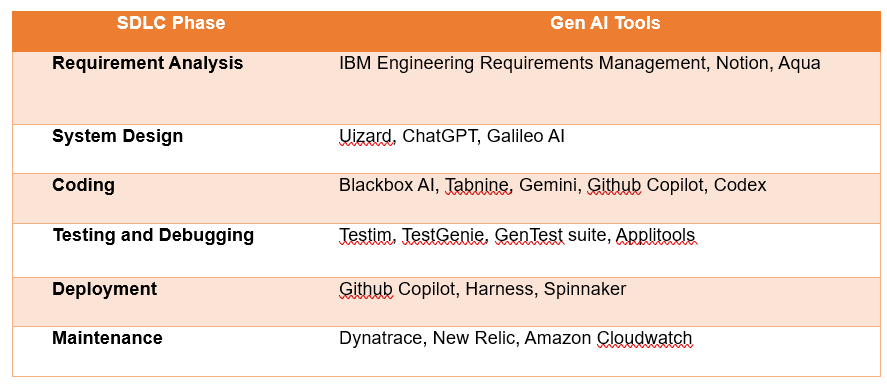 SDLC Phase Gen AI Tools
Requirement Analysis IBM Engineering Requirements Management, Notion, Aqua
System Design Uizard, ChatGPT, Galileo AI
Coding Blackbox AI, Tabnine, Gemini, Github Copilot, Codex
Testing and Debugging Testim, TestGenie, GenTest suite, Applitools
Deployment Github Copilot, Harness, Spinnaker
Maintenance Dynatrace, New Relic, Amazon Cloudwatch